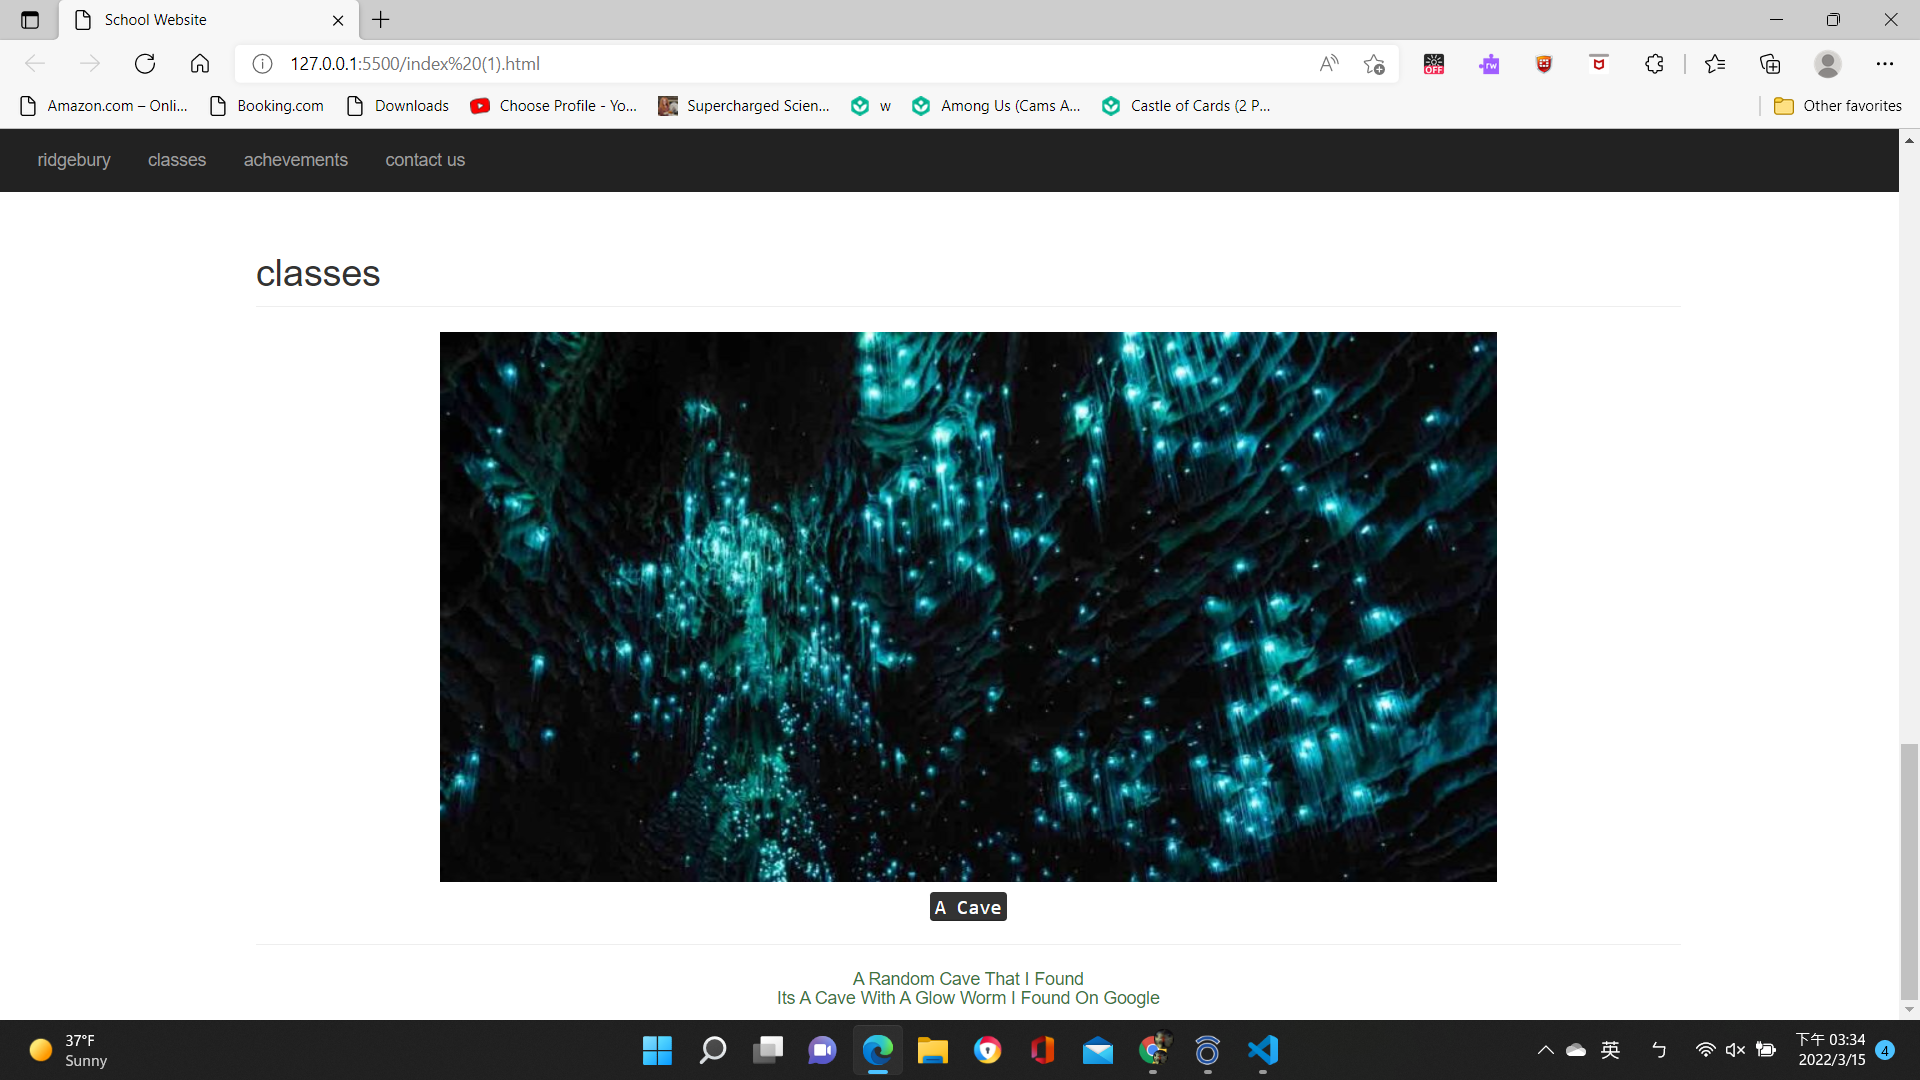 School Website
127.0.0.1:5500/index%20(1).html
Amazon.com – Onli... Booking.com Downloads Choose Profile - Yo... Supercharged Scien... w Among Us (Cams A... Castle of Cards (2 P... Other favorites
ridgebury classes achevements contact us
classes
A Cave
A Random Cave That I Found
Its A Cave With A Glow Worm I Found On Google
37°F
Sunny
英 ㄅ
下午 03:34
2022/3/15
4
OFF
rw